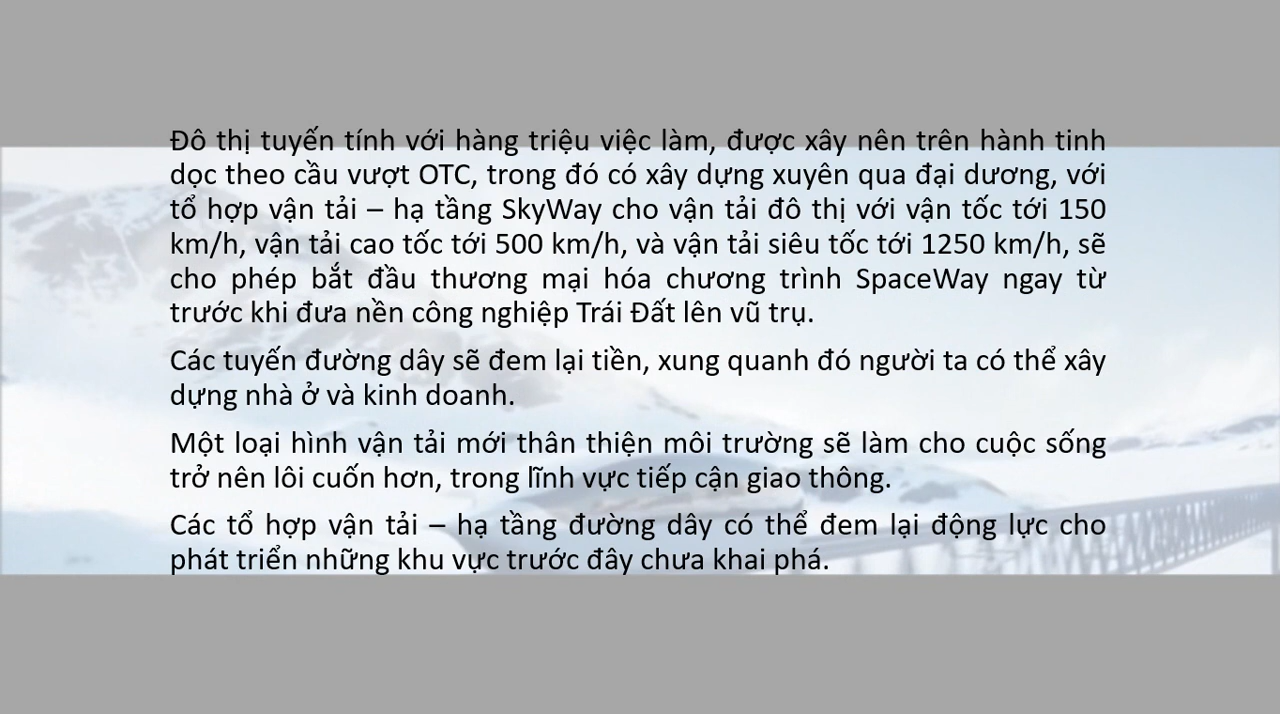 Đô thị tuyến tính với hàng triệu việc làm, được xây nên trên hành tinh
dọc theo cầu vượt OTC, trong đó có xây dựng xuyên qua đại dương, với
tổ hợp vận tải – hạ tầng SkyWay cho vận tải đô thị với vận tốc tới 150
km/h, vận tải cao tốc tới 500 km/h, và vận tải siêu tốc tới 1250 km/h, sẽ
cho phép bắt đầu thương mại hóa chương trình SpaceWay ngay từ
trước khi đưa nền công nghiệp Trái Đất lên vũ trụ.
Các tuyến đường dây sẽ đem lại tiền, xung quanh đó người ta có thể xây
dựng nhà ở và kinh doanh.
Một loại hình vận tải mới thân thiện môi trường sẽ làm cho cuộc sống
trở nên lôi cuốn hơn, trong lĩnh vực tiếp cận giao thông.
Các tổ hợp vận tải – hạ tầng đường dây có thể đem lại động lực cho
phát triển những khu vực trước đây chưa khai phá.